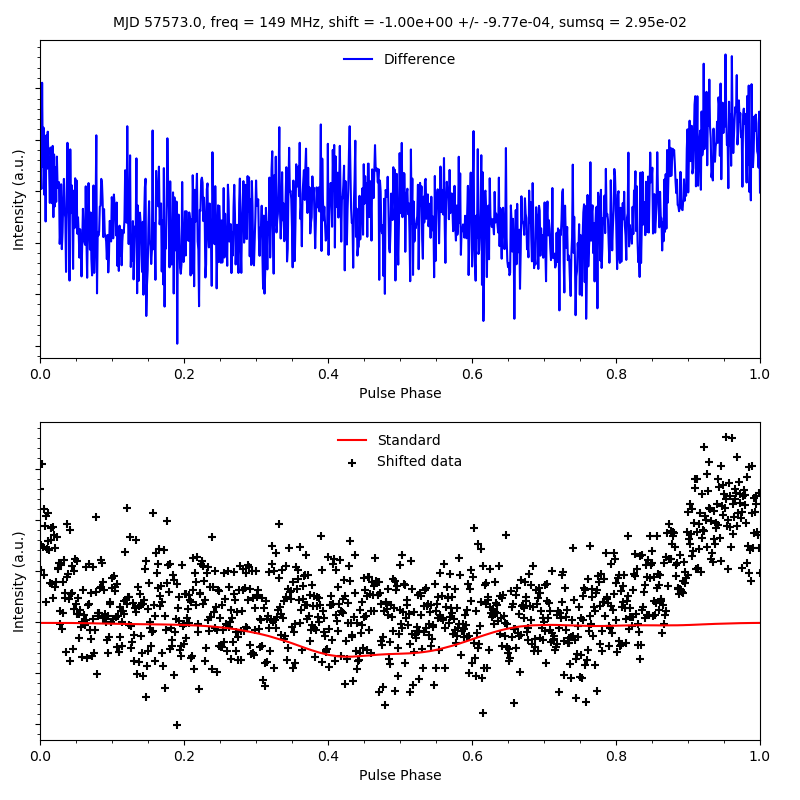 MJD 57573.0, freq = 149 MHz, shift = -1.00e+00 +/- -9.77e-04, sumsq = 2.95e-02
Difference
Intensity (a.u.)
0.0 0.2 0.4 0.6 0.8 1.0
Pulse Phase
Standard
Shifted data
Intensity (a.u.)
0.0 0.2 0.4 0.6 0.8 1.0
Pulse Phase